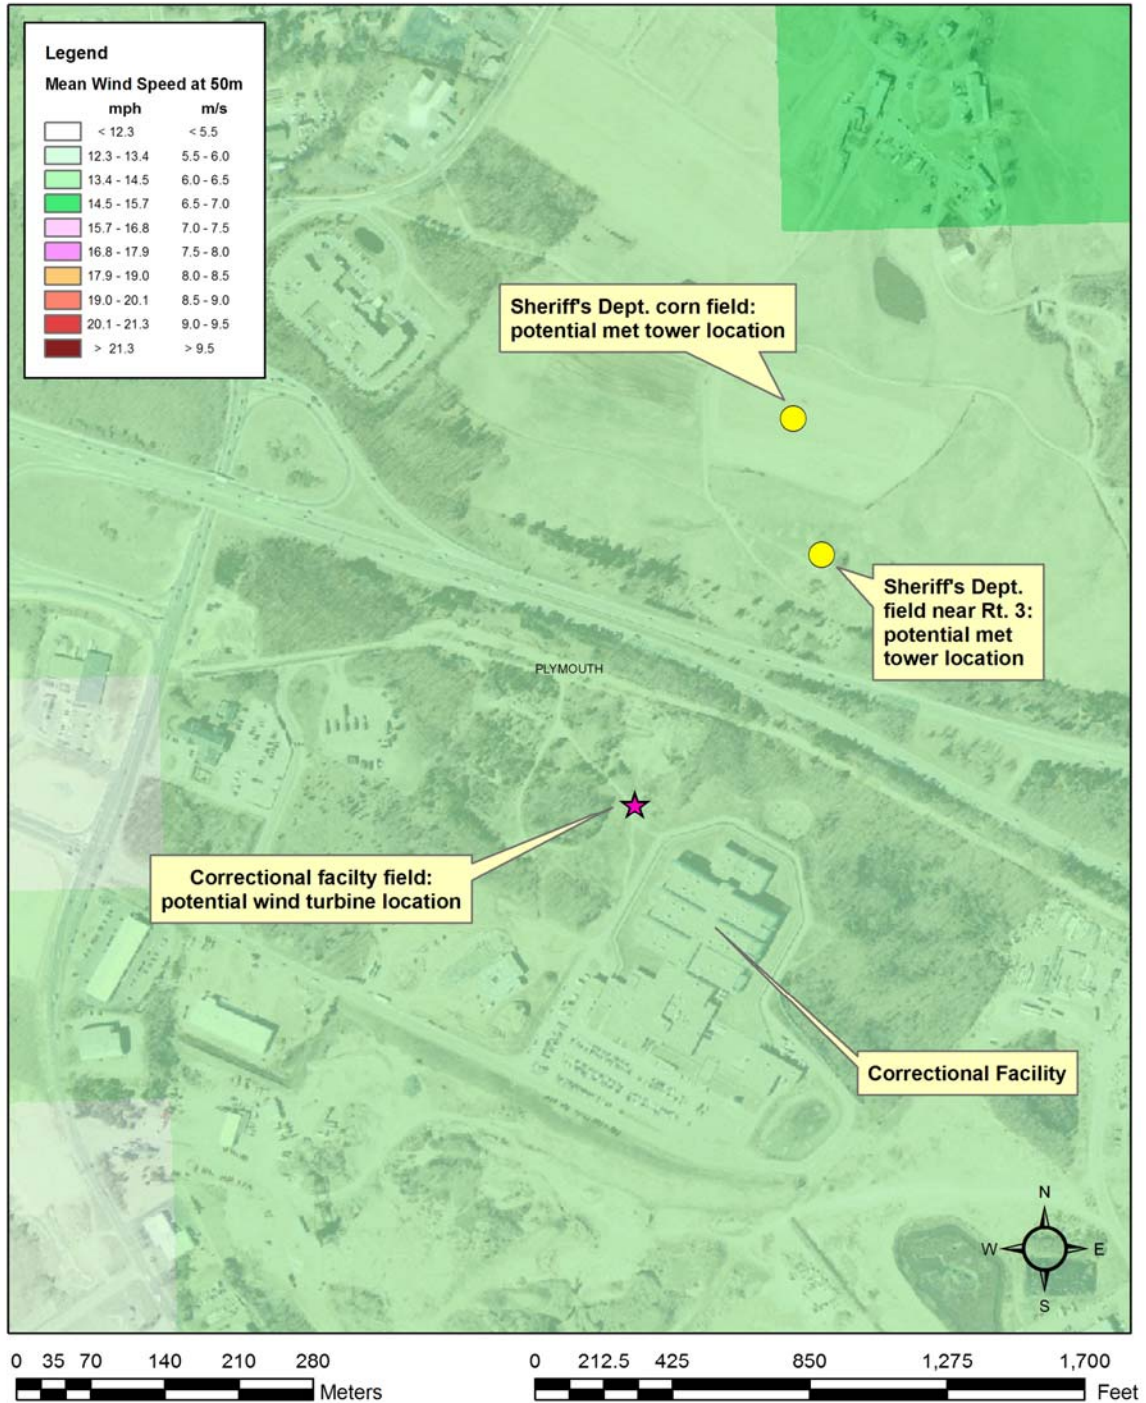 Legend
Mean Wind Speed at 50m
mph m/s
< 12.3 < 5.5
12.3 - 13.4 5.5 - 6.0
13.4 - 14.5 6.0 - 6.5
14.5 - 15.7 6.5 - 7.0
15.7 - 16.8 7.0 - 7.5
16.8 - 17.9 7.5 - 8.0
17.9 - 19.0 8.0 - 8.5
19.0 - 20.1 8.5 - 9.0
20.1 - 21.3 9.0 - 9.5
> 21.3 > 9.5
Sheriff's Dept. corn field:
potential met tower location
Sheriff's Dept.
field near Rt. 3:
potential met
tower location
PLYMOUTH
Correctional facilty field:
potential wind turbine location
Correctional Facility
N
W E
S
0 35 70 140 210 280
Meters
0 212.5 425 850 1,275 1,700
Feet